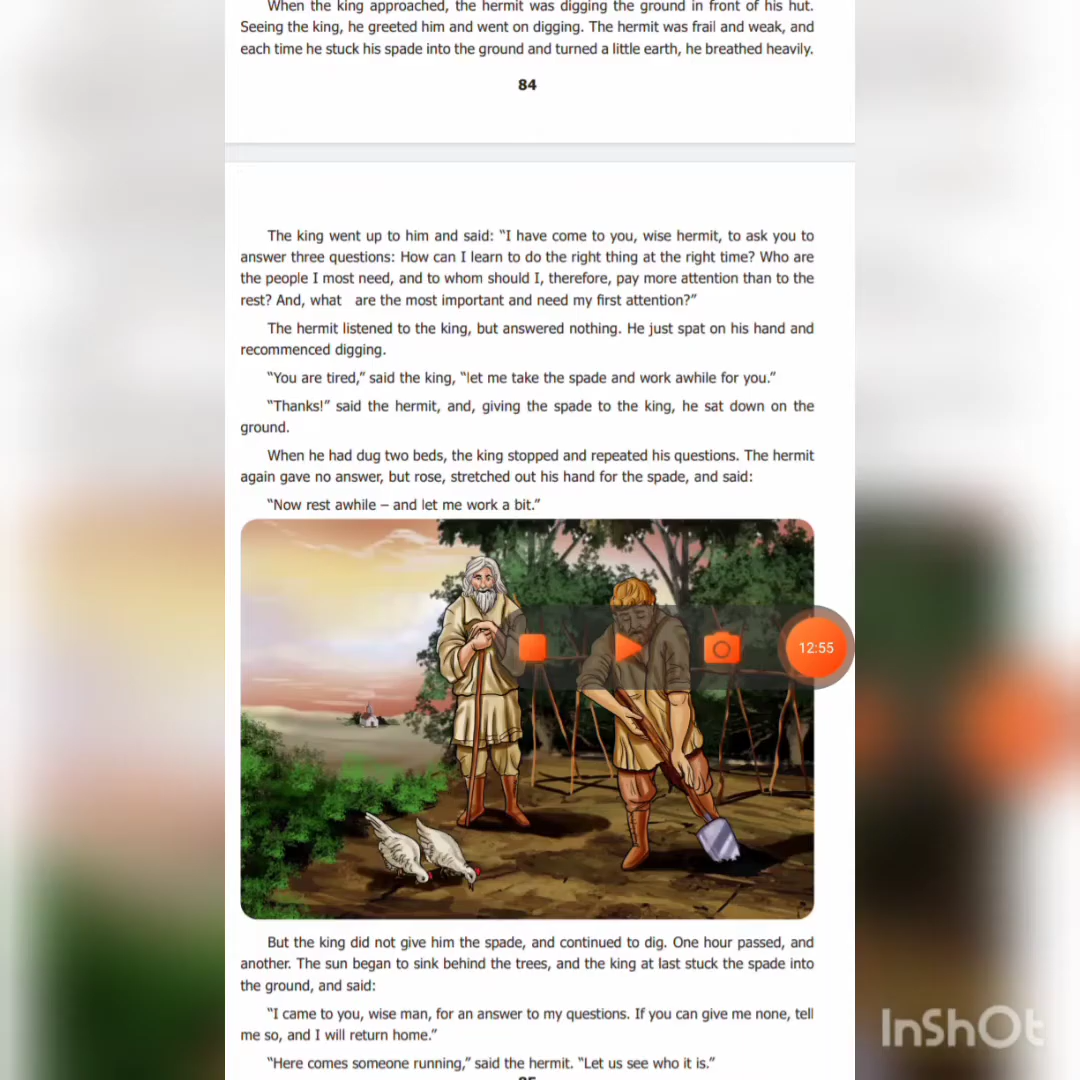 When the king approached, the hermit was digging the ground in front of his hut.
Seeing the king, he greeted him and went on digging. The hermit was frail and weak, and
each time he stuck his spade into the ground and turned a little earth, he breathed heavily.
84
The king went up to him and said: “I have come to you, wise hermit, to ask you to
answer three questions: How can I learn to do the right thing at the right time? Who are
the people I most need, and to whom should I, therefore, pay more attention than to the
rest? And, what are the most important and need my first attention?”
The hermit listened to the king, but answered nothing. He just spat on his hand and
recommenced digging.
“You are tired,” said the king, “let me take the spade and work awhile for you.”
“Thanks!” said the hermit, and, giving the spade to the king, he sat down on the
ground.
When he had dug two beds, the king stopped and repeated his questions. The hermit
again gave no answer, but rose, stretched out his hand for the spade, and said:
“Now rest awhile – and let me work a bit.”
12:55
But the king did not give him the spade, and continued to dig. One hour passed, and
another. The sun began to sink behind the trees, and the king at last stuck the spade into
the ground, and said:
“I came to you, wise man, for an answer to my questions. If you can give me none, tell
me so, and I will return home.”
“Here comes someone running,” said the hermit. “Let us see who it is.”
InShOt